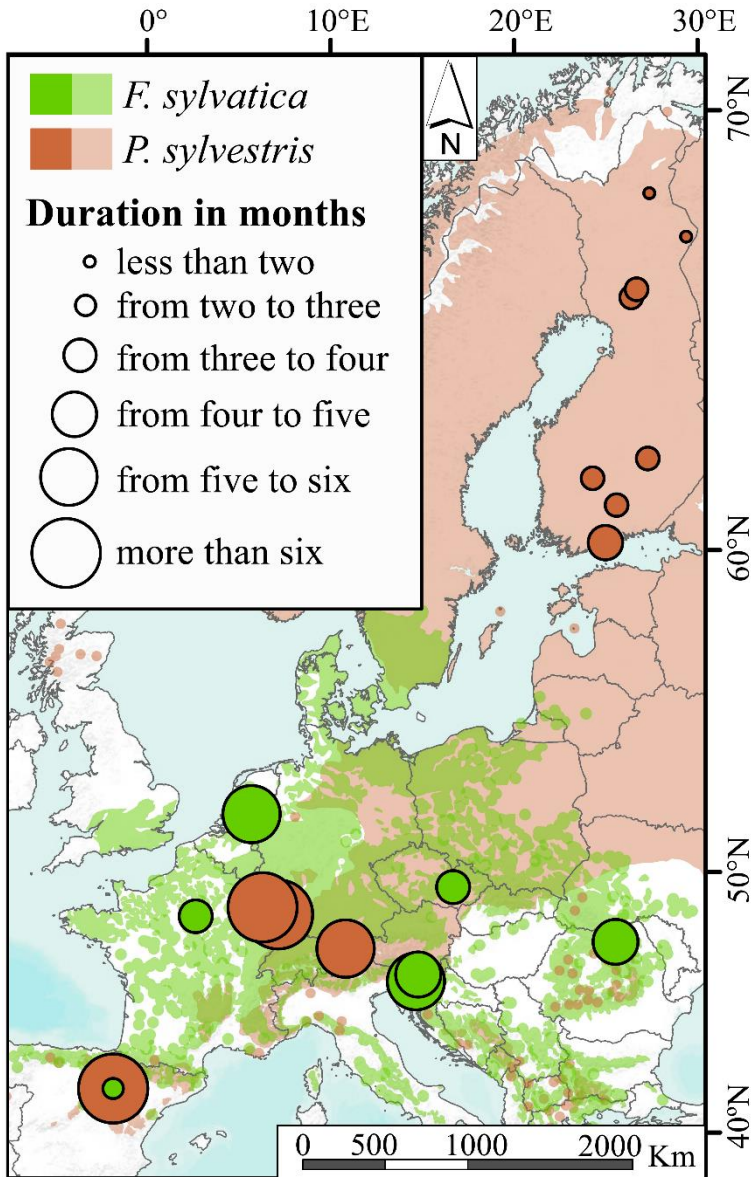 0° 10°E 20°E 30°E
F. sylvatica
P. sylvestris
N
70°N
Duration in months
less than two
from two to three
from three to four
from four to five
from five to six
more than six
60°N
50°N
40°N
0 500 1000 2000 Km